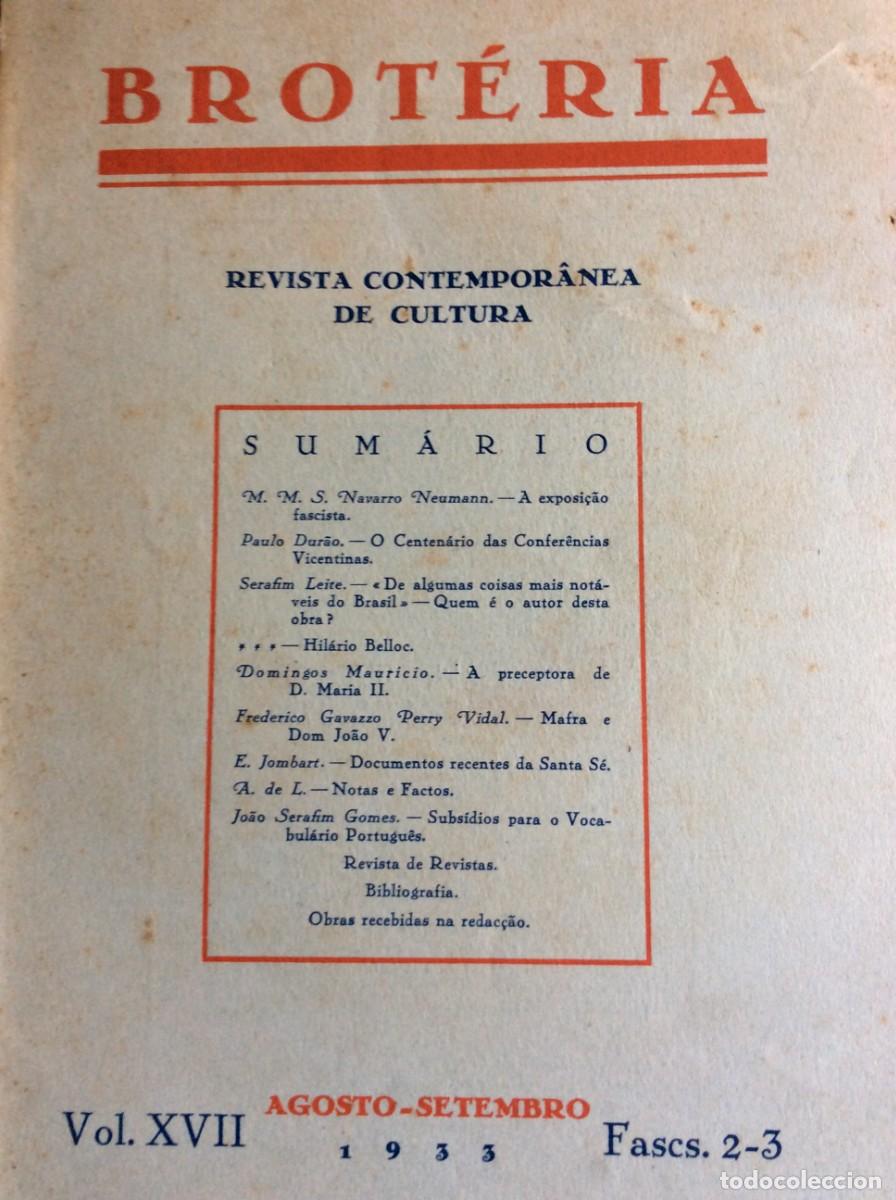 BROTÉRIA
REVISTA CONTEMPORÂNEA
DE CULTURA
SUMÁRIO
M. M. S. Navarro Neumann. — A exposição
fascista.
Paulo Durão. — O Centenário das Conferências
Vicentinas.
Serafim Leite. — «De algumas coisas mais notá-
veis do Brasil» — Quem é o autor desta
obra?
* * * — Hilário Belloc.
Domingos Mauricio. — A preceptora de
D. Maria II.
Frederico Gavazzo Perry Vidal. — Mafra e
Dom João V.
E. Jombart. — Documentos recentes da Santa Sé.
A. de L. — Notas e Factos.
João Serafim Gomes. — Subsídios para o Voca-
bulário Português.
Revista de Revistas.
Bibliografia.
Obras recebidas na redacção.
Vol. XVII AGOSTO-SETEMBRO Fascs. 2-3
1933
todocoleccion